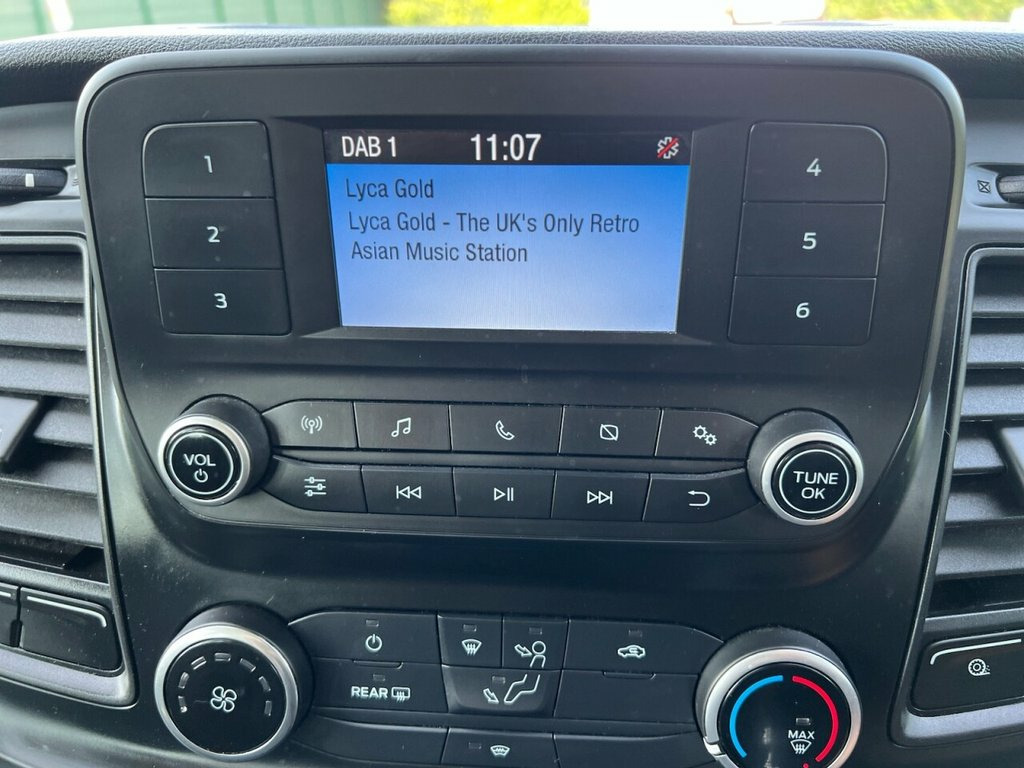 DAB 1 11:07
Lyca Gold
Lyca Gold - The UK's Only Retro
Asian Music Station
1
2
3
4
5
6
VOL
TUNE
OK
REAR
MAX